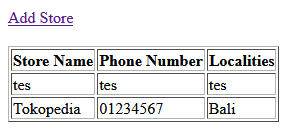 Add Store
Store Name Phone Number Localities
tes tes tes
Tokopedia 01234567 Bali